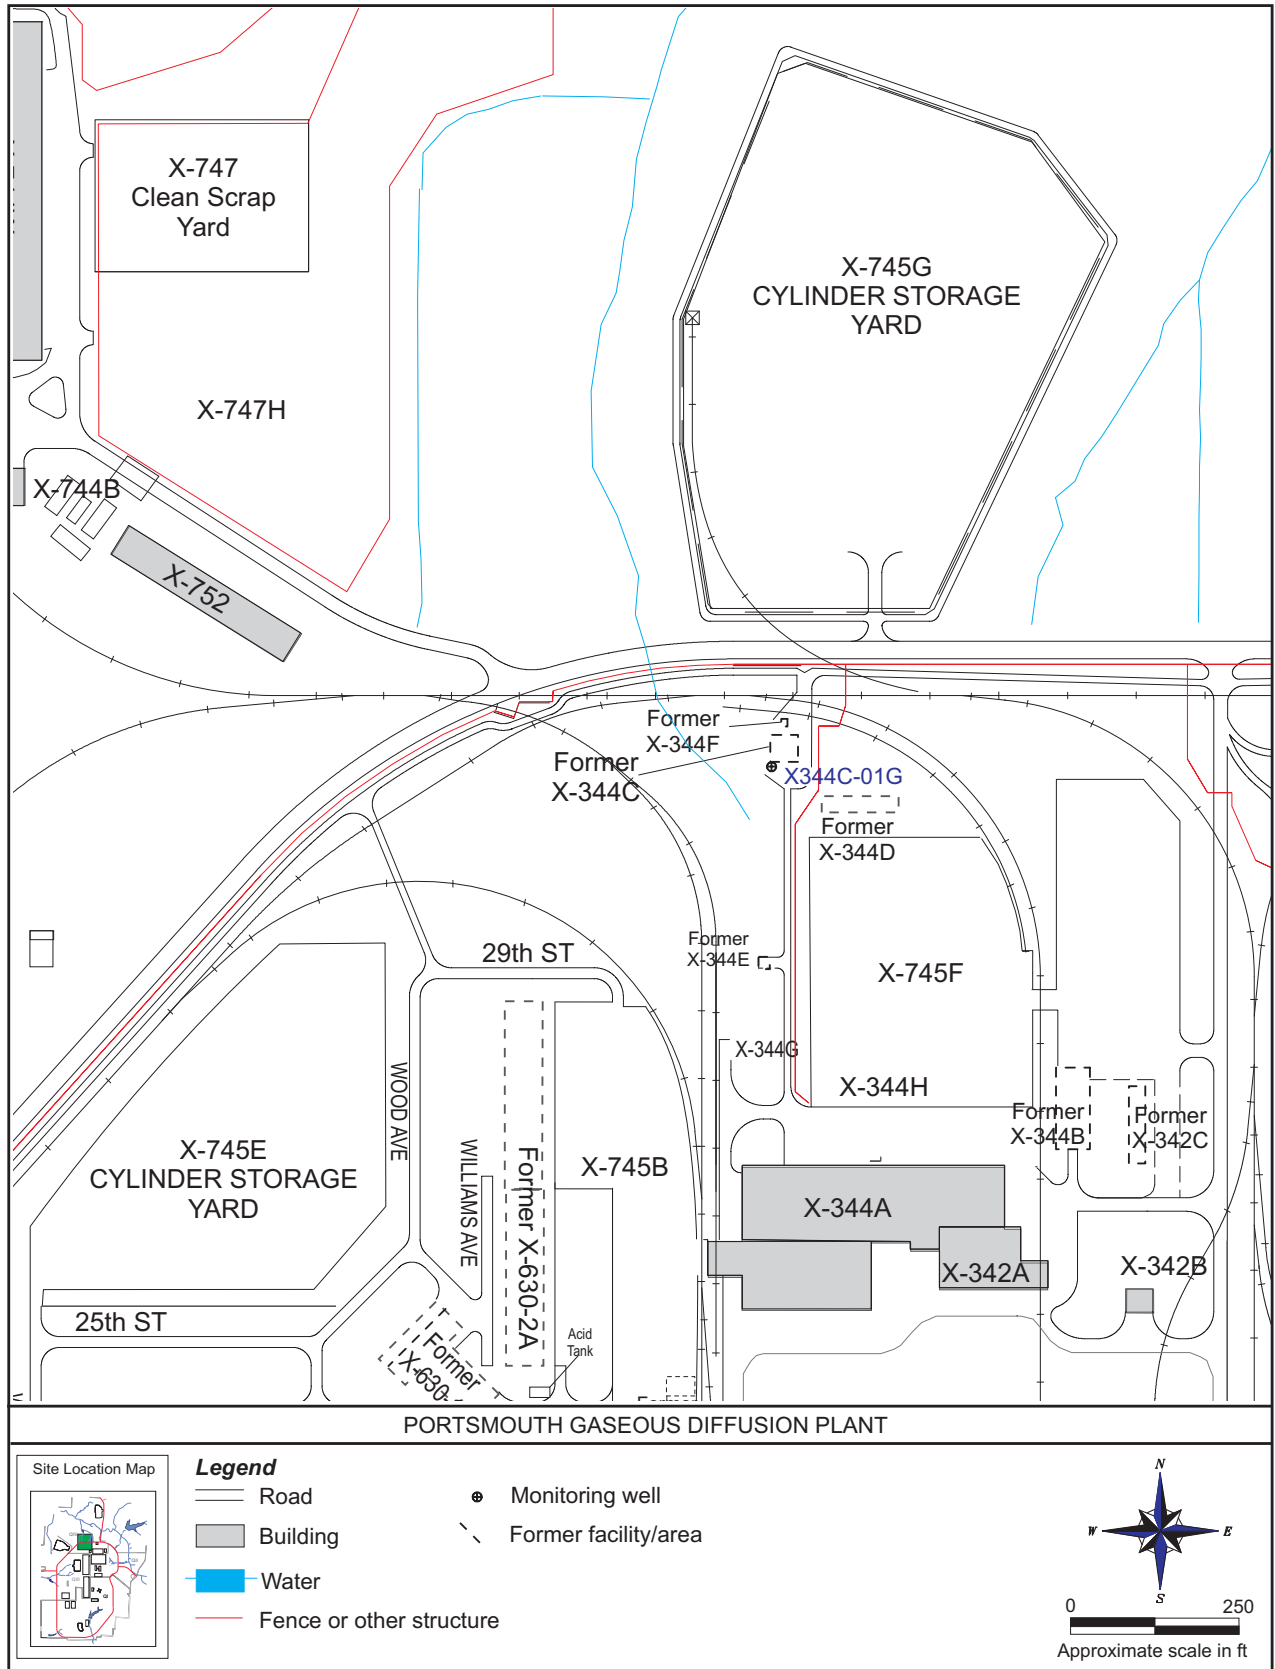 X-747
Clean Scrap
Yard
X-745G
CYLINDER STORAGE
YARD
X-747H
X-744B
X-752
Former
X-344F
Former
X-344C
X344C-01G
Former
X-344D
29th ST
Former
X-344E
X-745F
X-344G
X-344H
WOOD AVE
Former
X-344B
Former
X-342C
X-745E
CYLINDER STORAGE
YARD
WILLIAMS AVE
Former X-630-2A
X-745B
X-344A
X-342A
X-342B
25th ST
Former
X-630-
Acid
Tank
PORTSMOUTH GASEOUS DIFFUSION PLANT
Site Location Map
Legend
Road
Building
Water
Fence or other structure
Monitoring well
Former facility/area
N
W
E
S
0 250
Approximate scale in ft